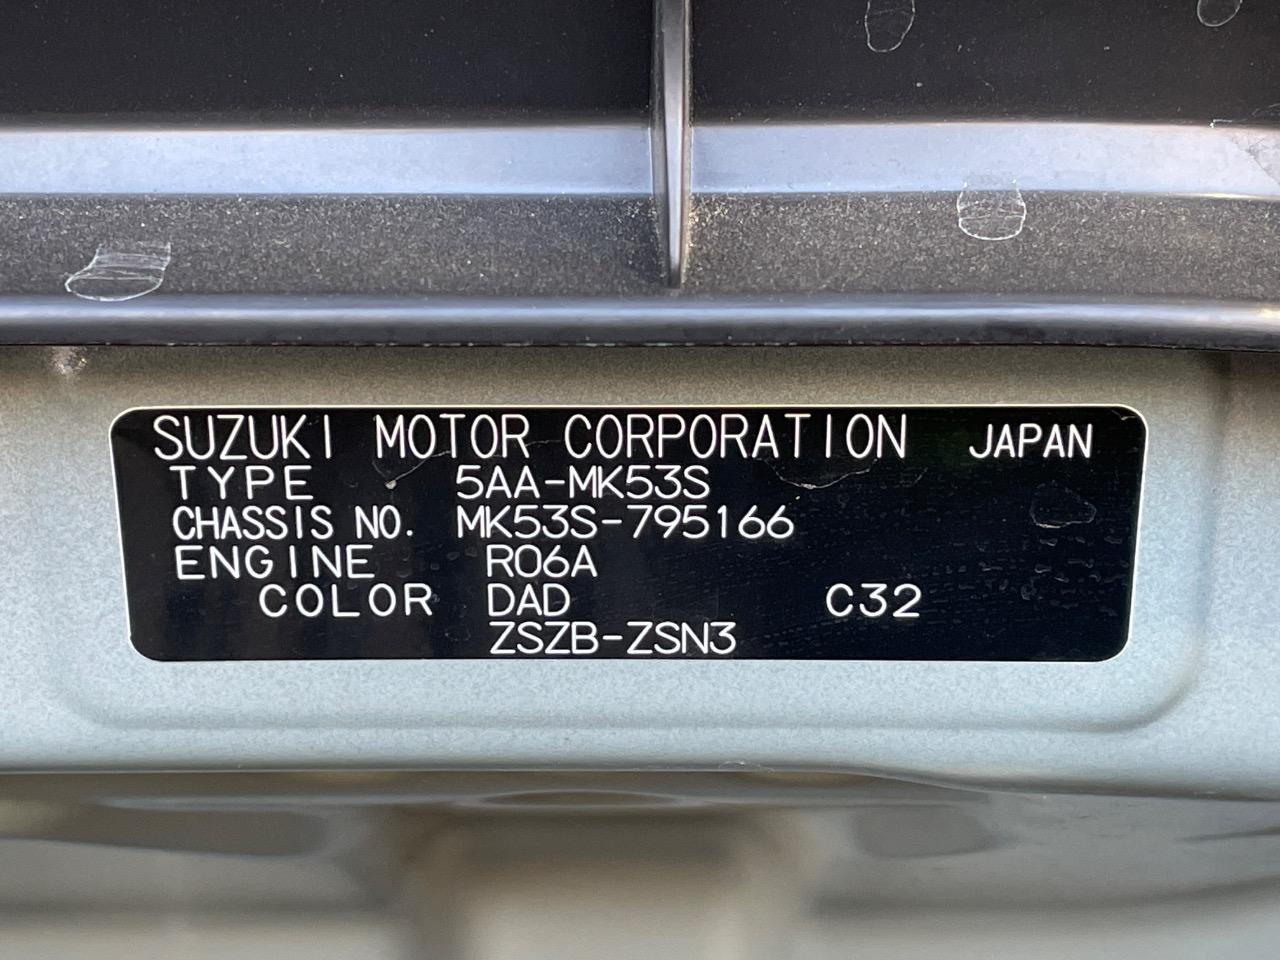 SUZUKI MOTOR CORPORATION JAPAN
TYPE 5AA-MK53S
CHASSIS NO. MK53S-795166
ENGINE R06A
COLOR DAD C32
ZSZB-ZSN3